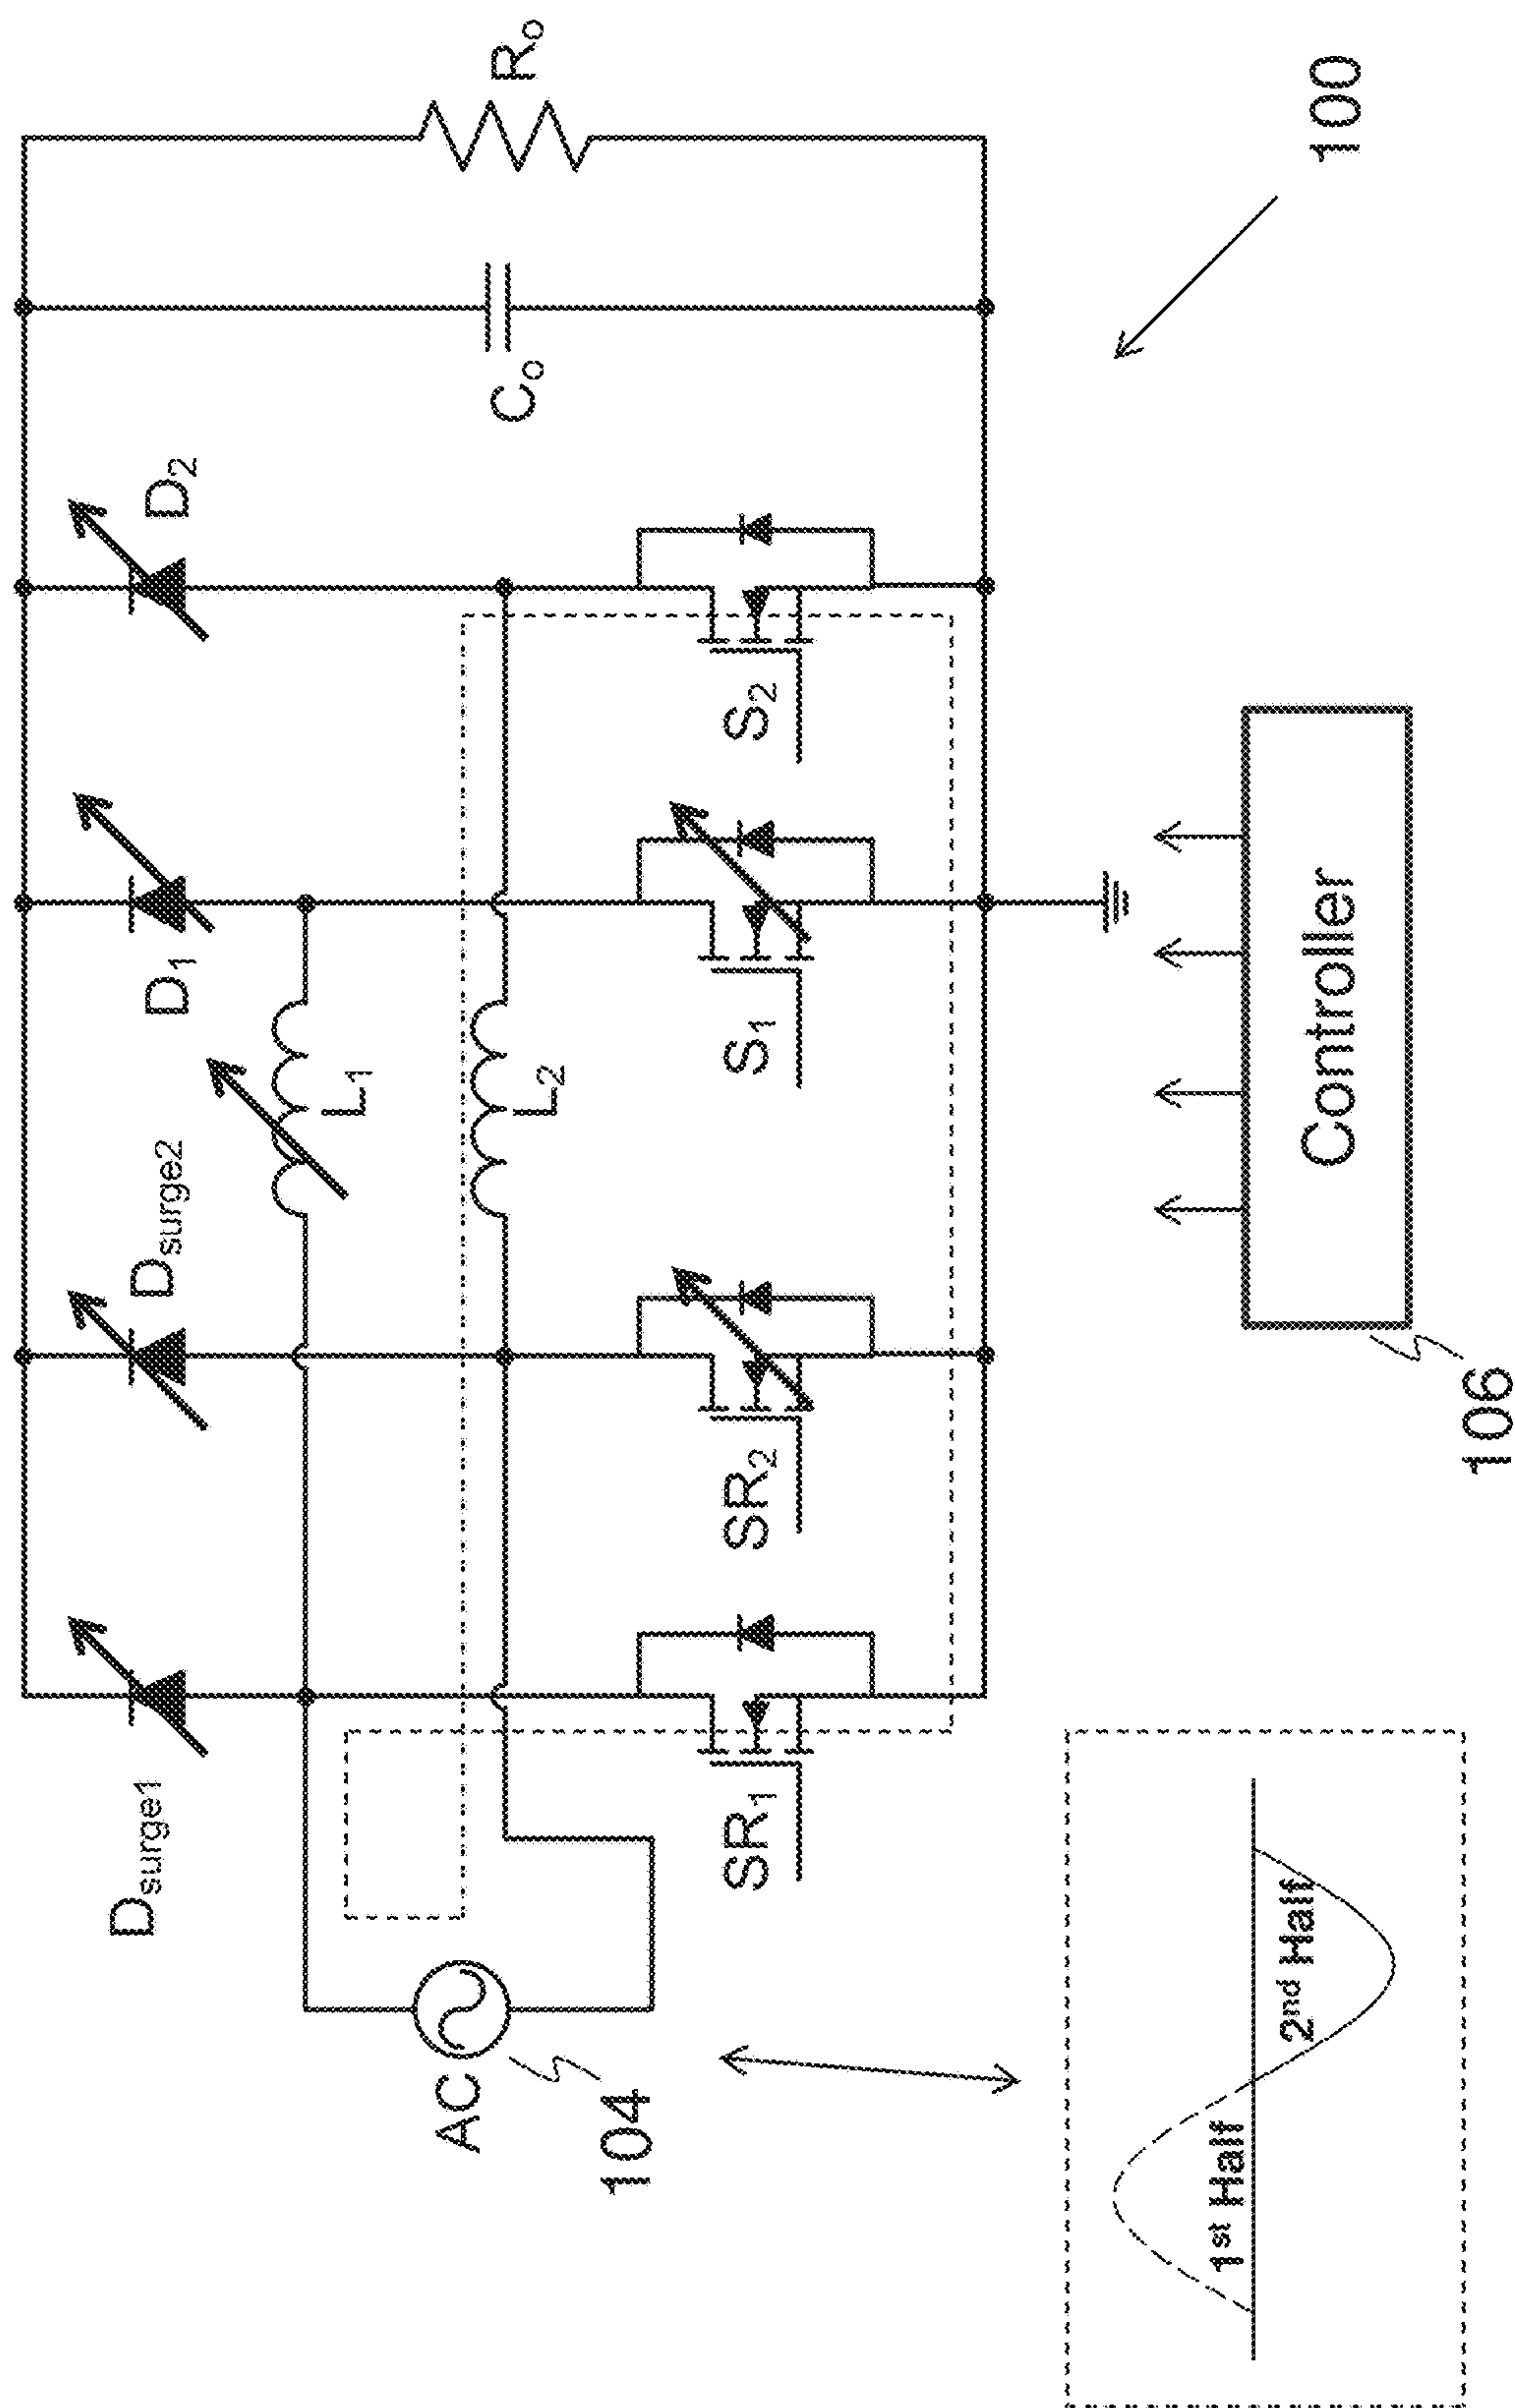 Dsurge1
Dsurge2
D1
D2
L1
L2
AC
104
SR1
SR2
S1
S2
Co
Ro
1st Half
2nd Half
Controller
106
100